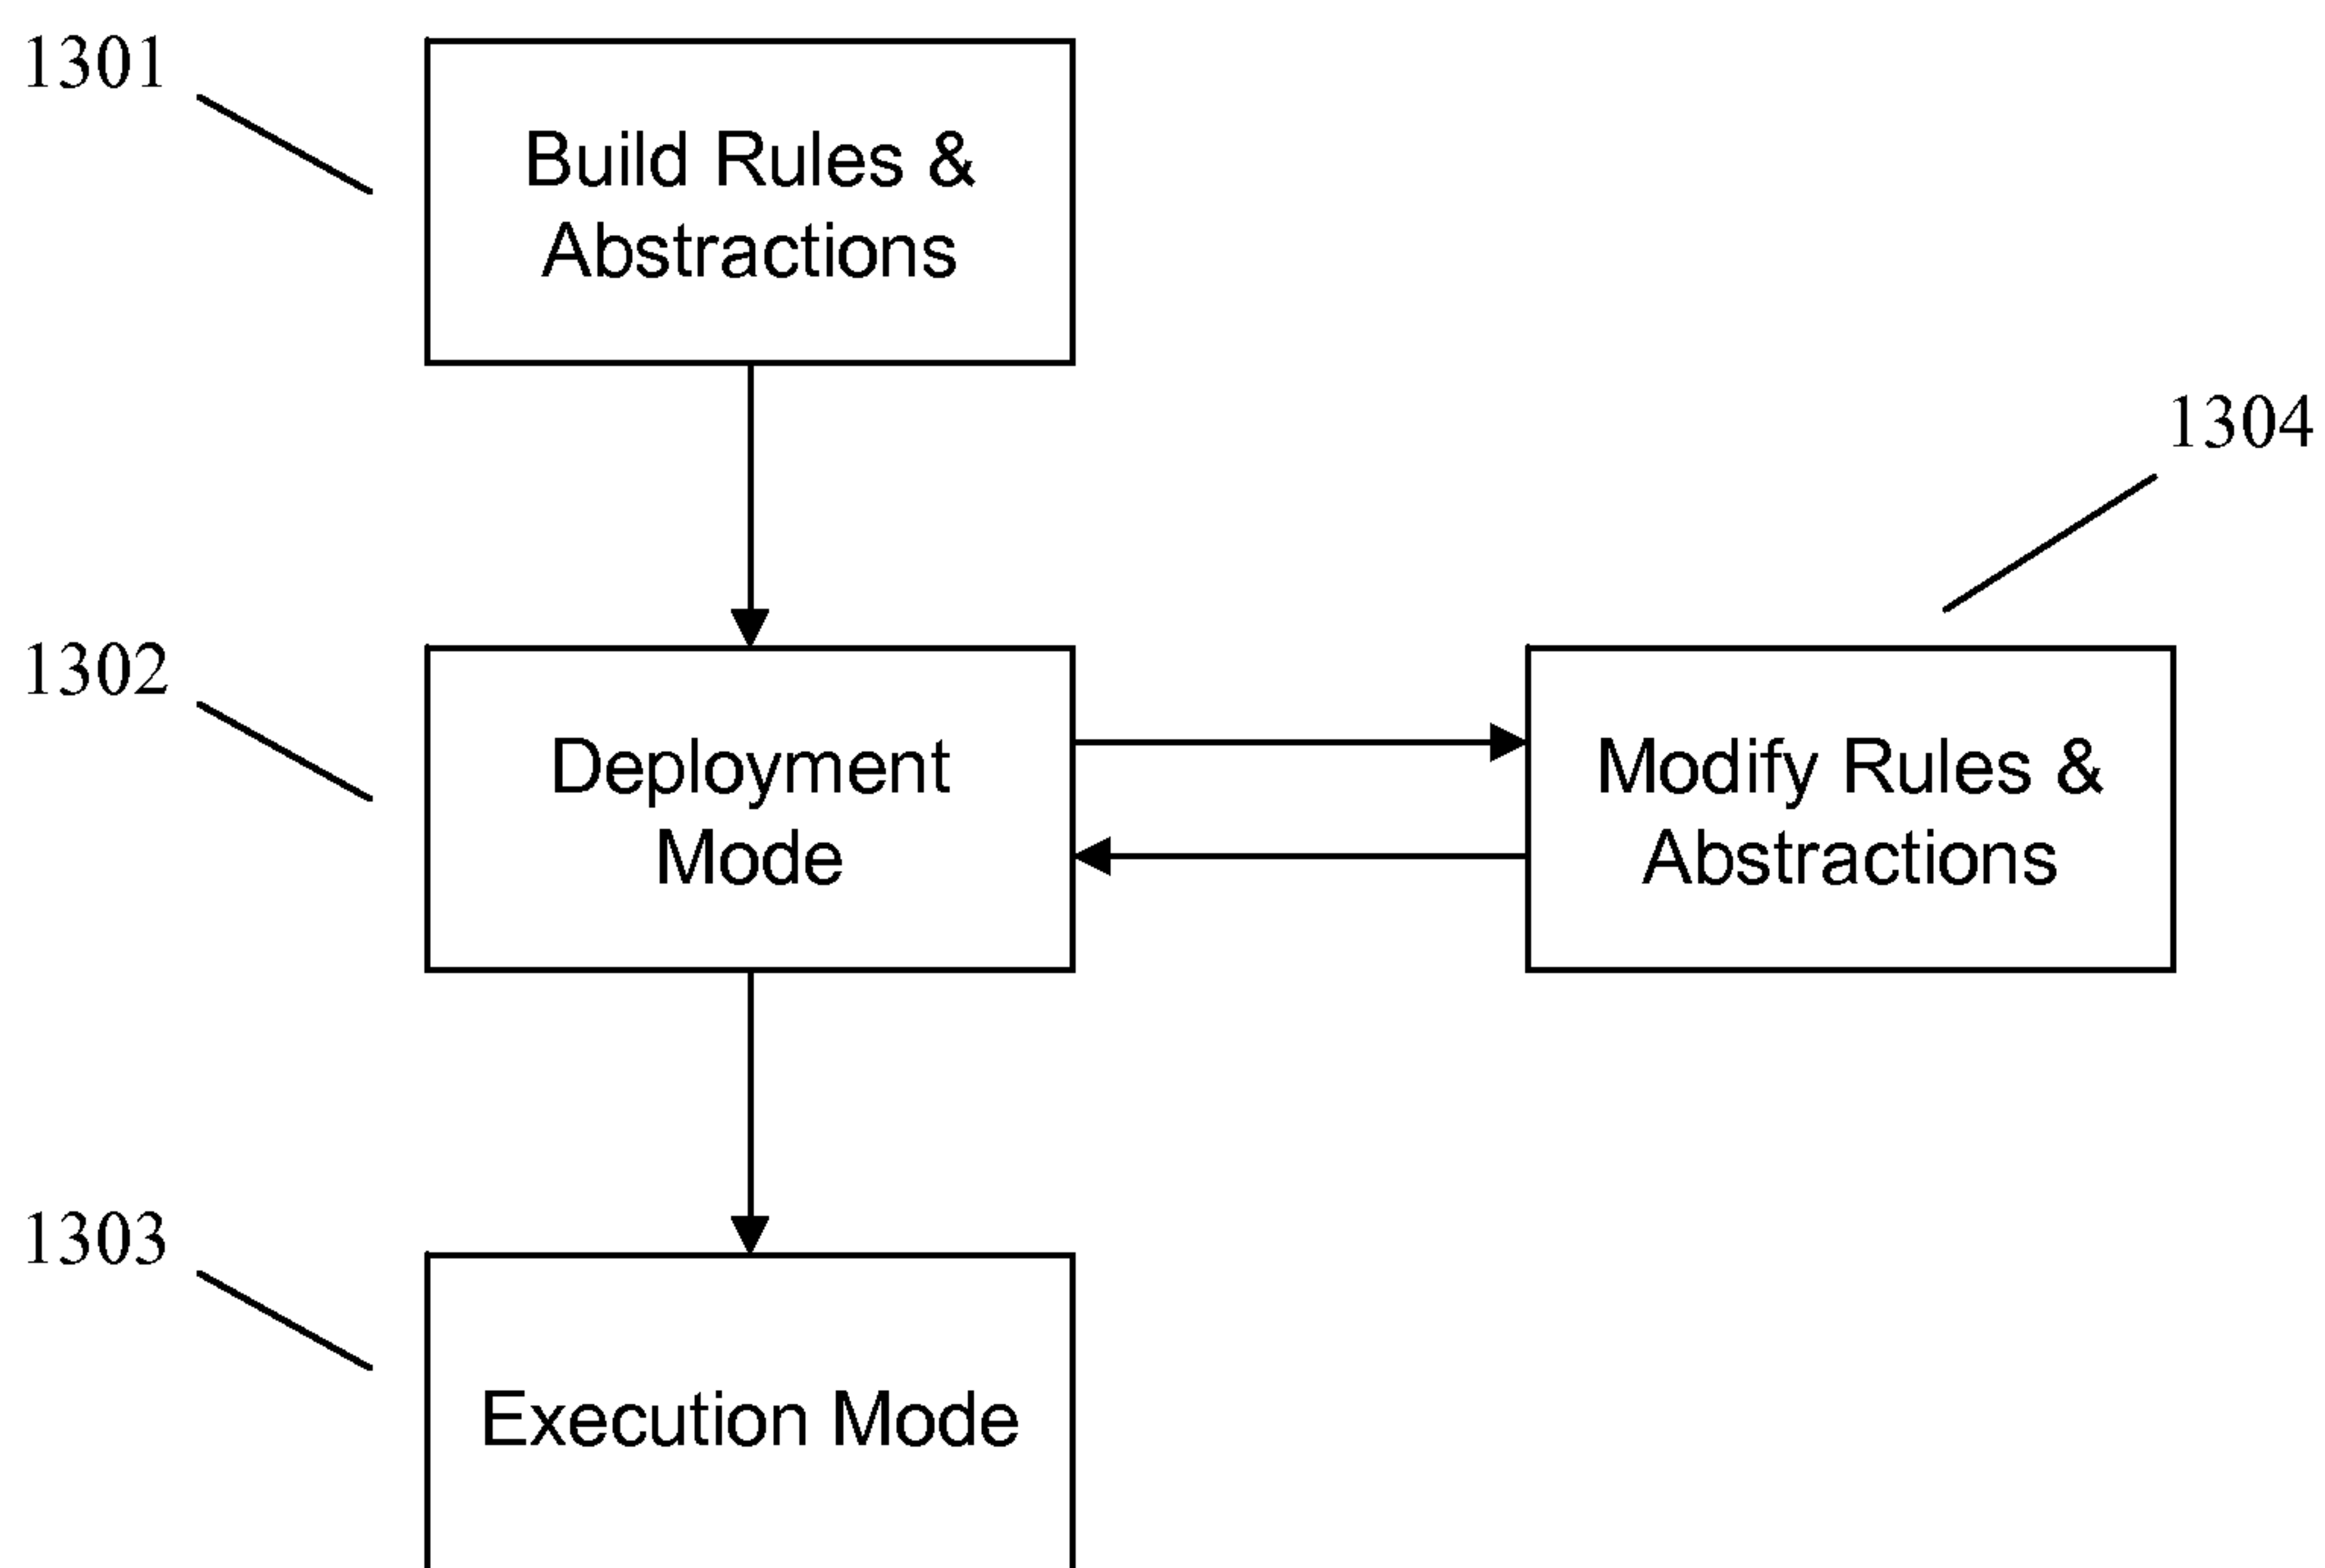 1301
Build Rules &
Abstractions
1304
1302
Deployment
Mode
Modify Rules &
Abstractions
1303
Execution Mode